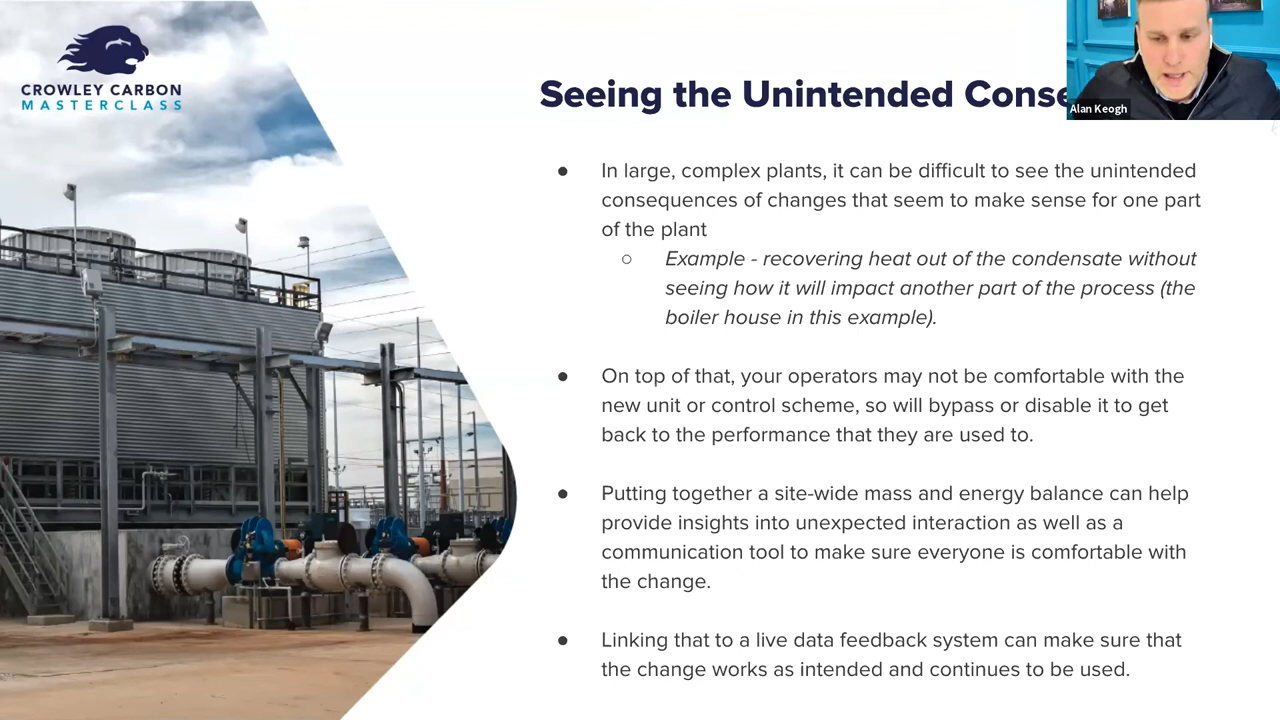 CROWLEY CARBON
MASTERCLASS
Seeing the Unintended
Alan Keogh
● In large, complex plants, it can be difficult to see the unintended
consequences of changes that seem to make sense for one part
of the plant
○ Example - recovering heat out of the condensate without
seeing how it will impact another part of the process (the
boiler house in this example).
● On top of that, your operators may not be comfortable with the
new unit or control scheme, so will bypass or disable it to get
back to the performance that they are used to.
● Putting together a site-wide mass and energy balance can help
provide insights into unexpected interaction as well as a
communication tool to make sure everyone is comfortable with
the change.
● Linking that to a live data feedback system can make sure that
the change works as intended and continues to be used.